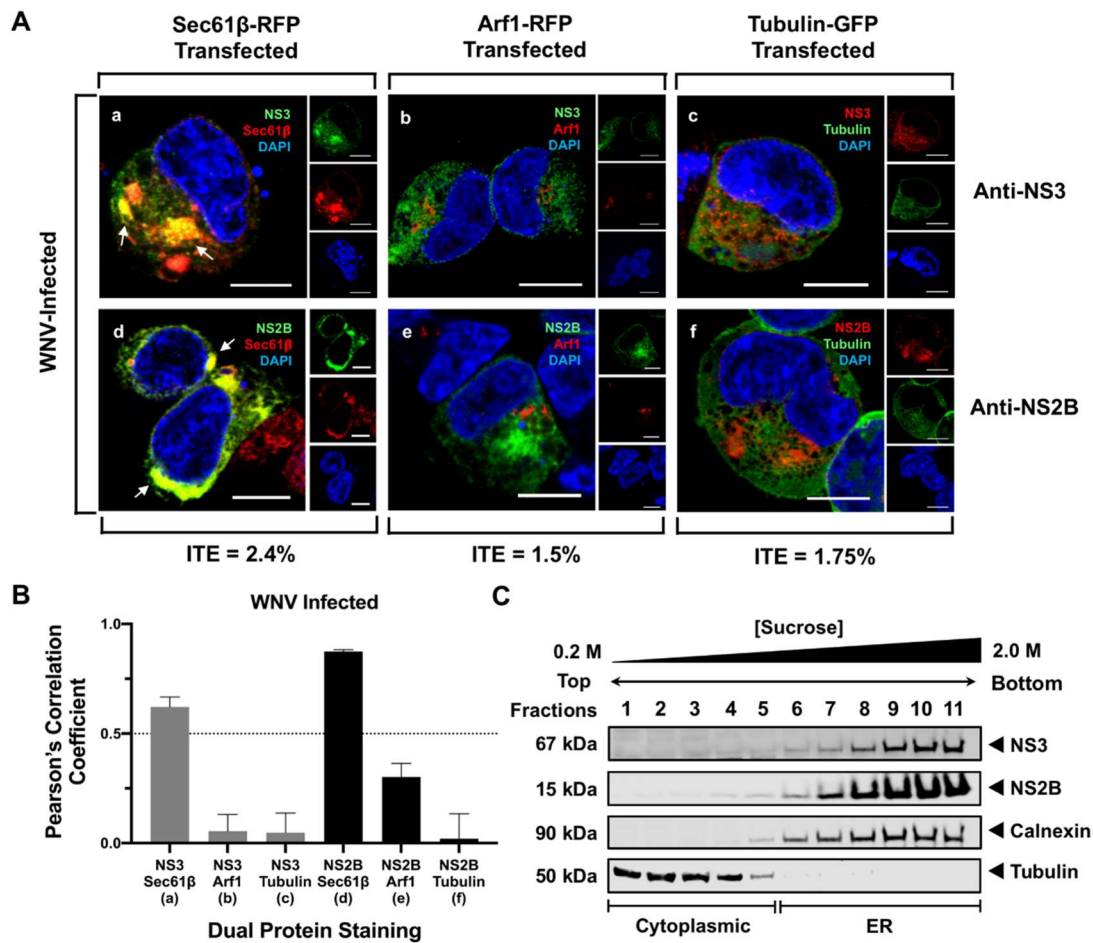 A
Sec61β-RFP
Transfected
Arf1-RFP
Transfected
Tubulin-GFP
Transfected
WNV-Infected
a
NS3
Sec61β
DAPI
b
NS3
Arf1
DAPI
c
NS3
Tubulin
DAPI
Anti-NS3
d
NS2B
Sec61β
DAPI
e
NS2B
Arf1
DAPI
f
NS2B
Tubulin
DAPI
Anti-NS2B
ITE = 2.4%
ITE = 1.5%
ITE = 1.75%
B
WNV Infected
Pearson's Correlation
Coefficient
1.0
0.5
0.0
NS3
Sec61β
(a)
NS3
Arf1
(b)
NS3
Tubulin
(c)
NS2B
Sec61β
(d)
NS2B
Arf1
(e)
NS2B
Tubulin
(f)
Dual Protein Staining
C
[Sucrose]
0.2 M
2.0 M
Top
Bottom
Fractions 1 2 3 4 5 6 7 8 9 10 11
67 kDa
NS3
15 kDa
NS2B
90 kDa
Calnexin
50 kDa
Tubulin
Cytoplasmic
ER